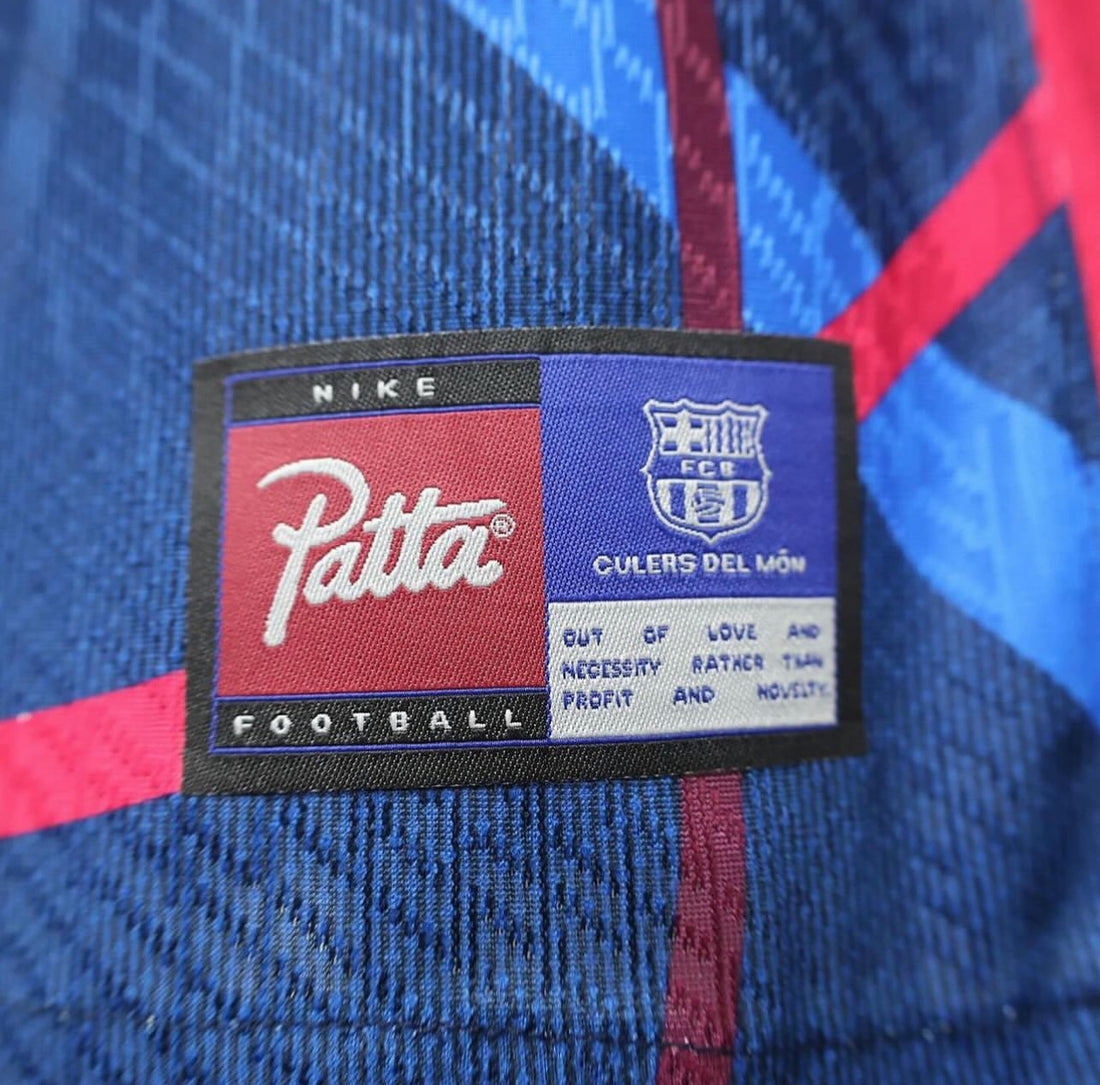 NIKE
Patta®
FOOTBALL
FCB
CULERS DEL MÓN
OUT OF LOVE AND
NECESSITY RATHER THAN
PROFIT AND NOVELTY.